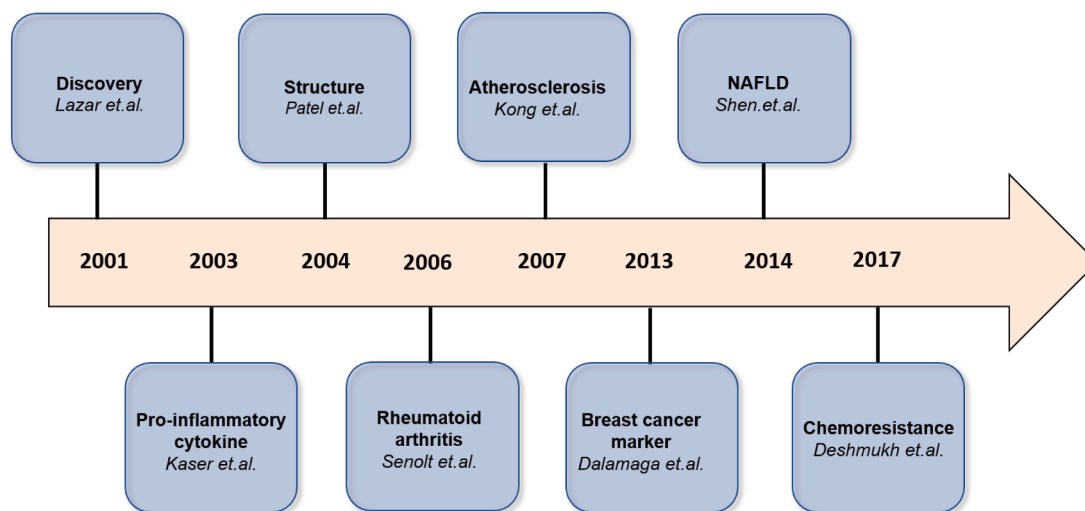 Discovery
Lazar et.al.
Structure
Patel et.al.
Atherosclerosis
Kong et.al.
NAFLD
Shen.et.al.
2001 2003 2004 2006 2007 2013 2014 2017
Pro-inflammatory
cytokine
Kaser et.al.
Rheumatoid
arthritis
Senolt et.al.
Breast cancer
marker
Dalamaga et.al.
Chemoresistance
Deshmukh et.al.